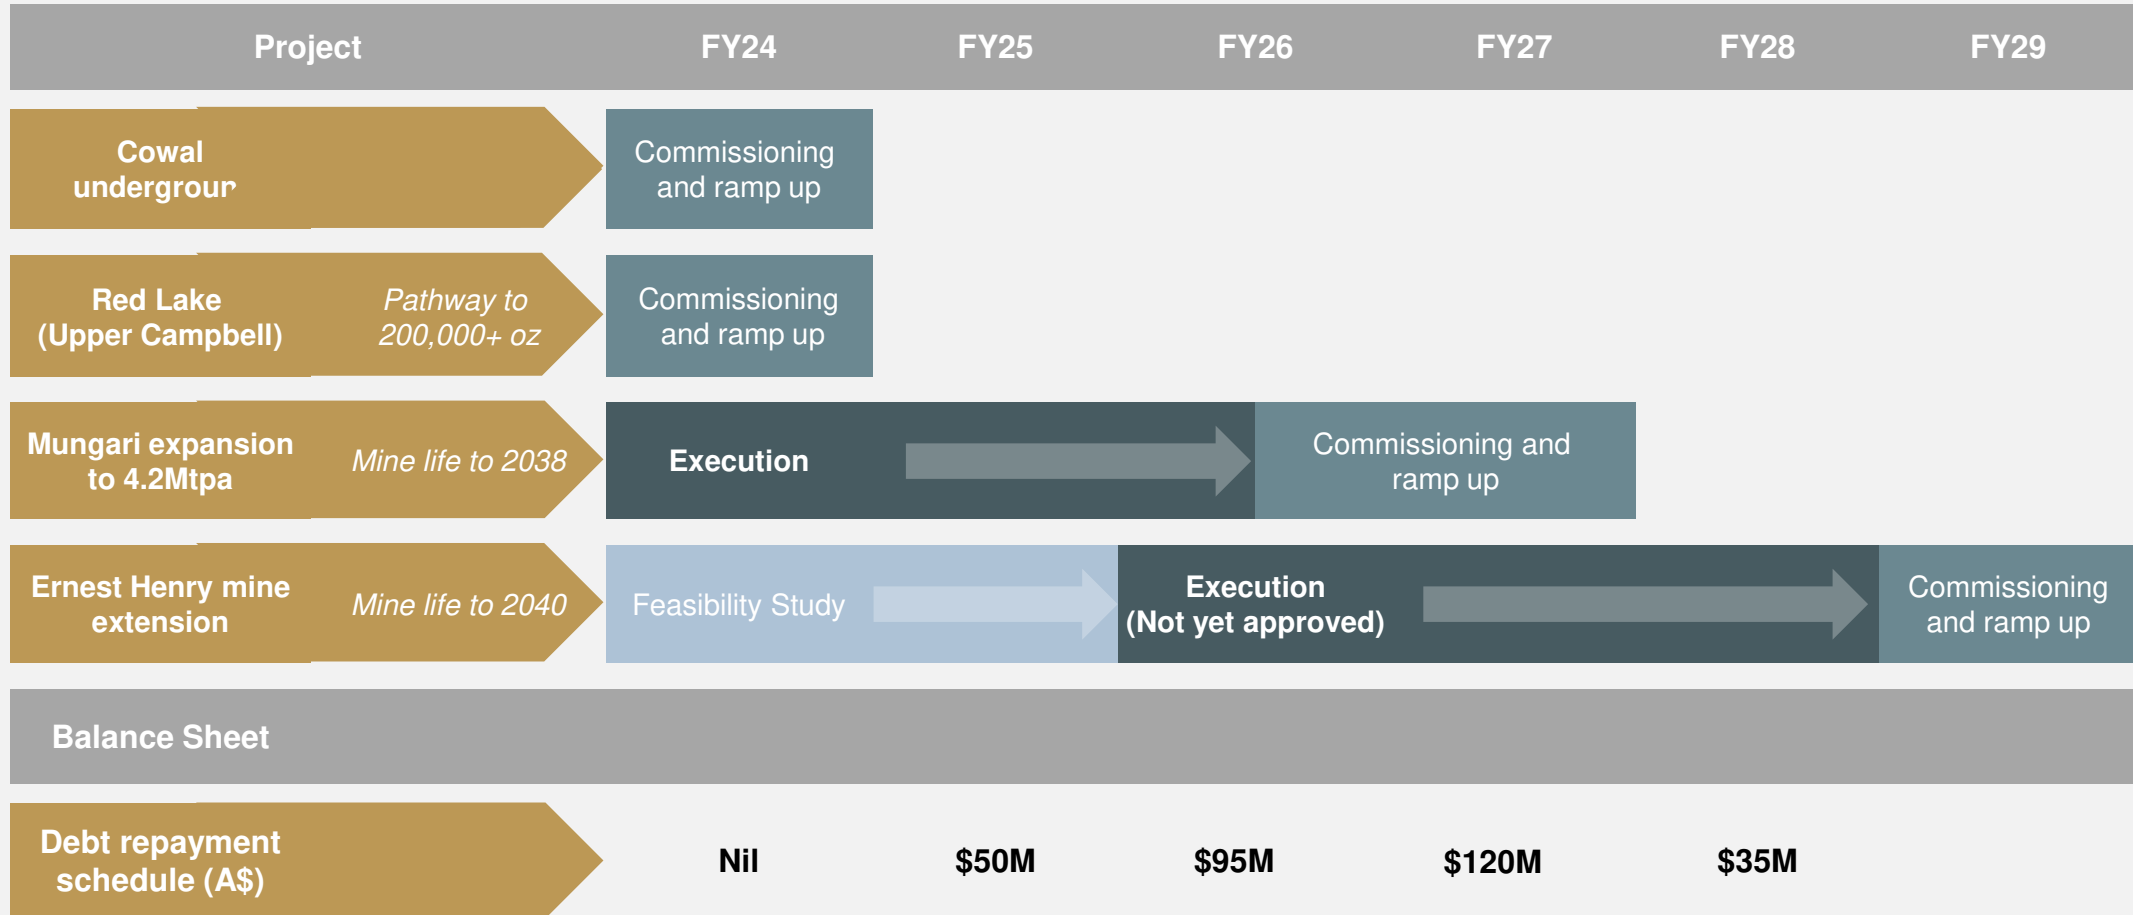 Project FY24 FY25 FY26 FY27 FY28 FY29
Cowal
Commissioning
and ramp up
Red Lake
(Upper Campbell)
Pathway to
200,000+ oz
Commissioning
and ramp up
Mungari expansion
to 4.2Mtpa
Mine life to 2038
Execution
Commissioning and
ramp up
Ernest Henry mine
extension
Mine life to 2040
Feasibility Study
Execution
(Not yet approved)
Commissioning
and ramp up
Balance Sheet
Debt repayment
schedule (A$)
Nil $50M $95M $120M $35M